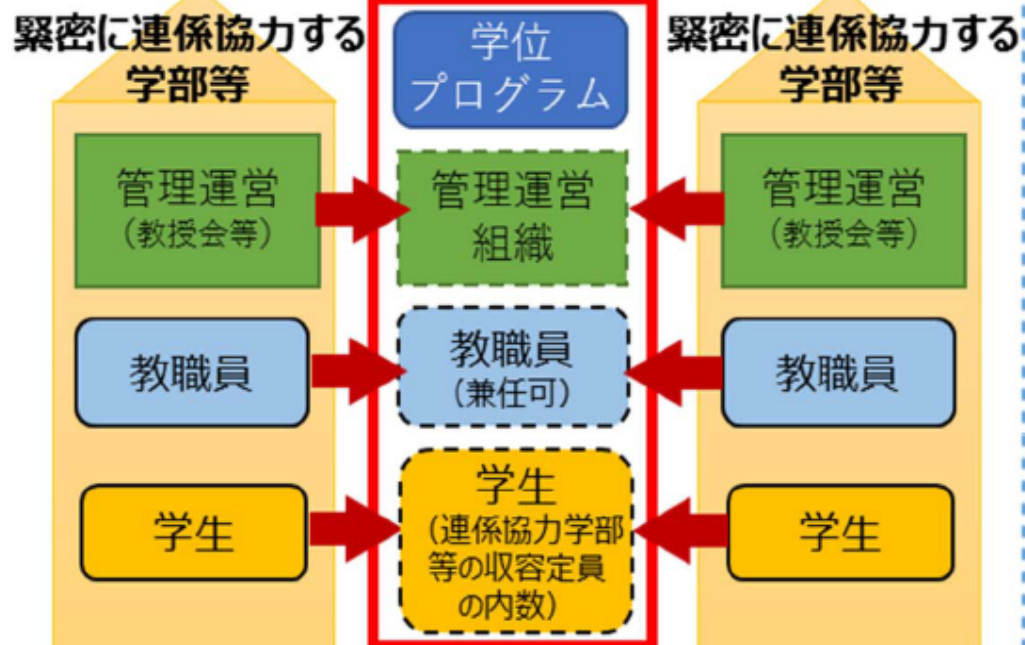 緊密に連係協力する
学部等
管理運営
（教授会等）
教職員
学生
学位
プログラム
管理運営
組織
教職員
（兼任可）
学生
（連係協力学部
等の収容定員
の内数）
緊密に連係協力する
学部等
管理運営
（教授会等）
教職員
学生